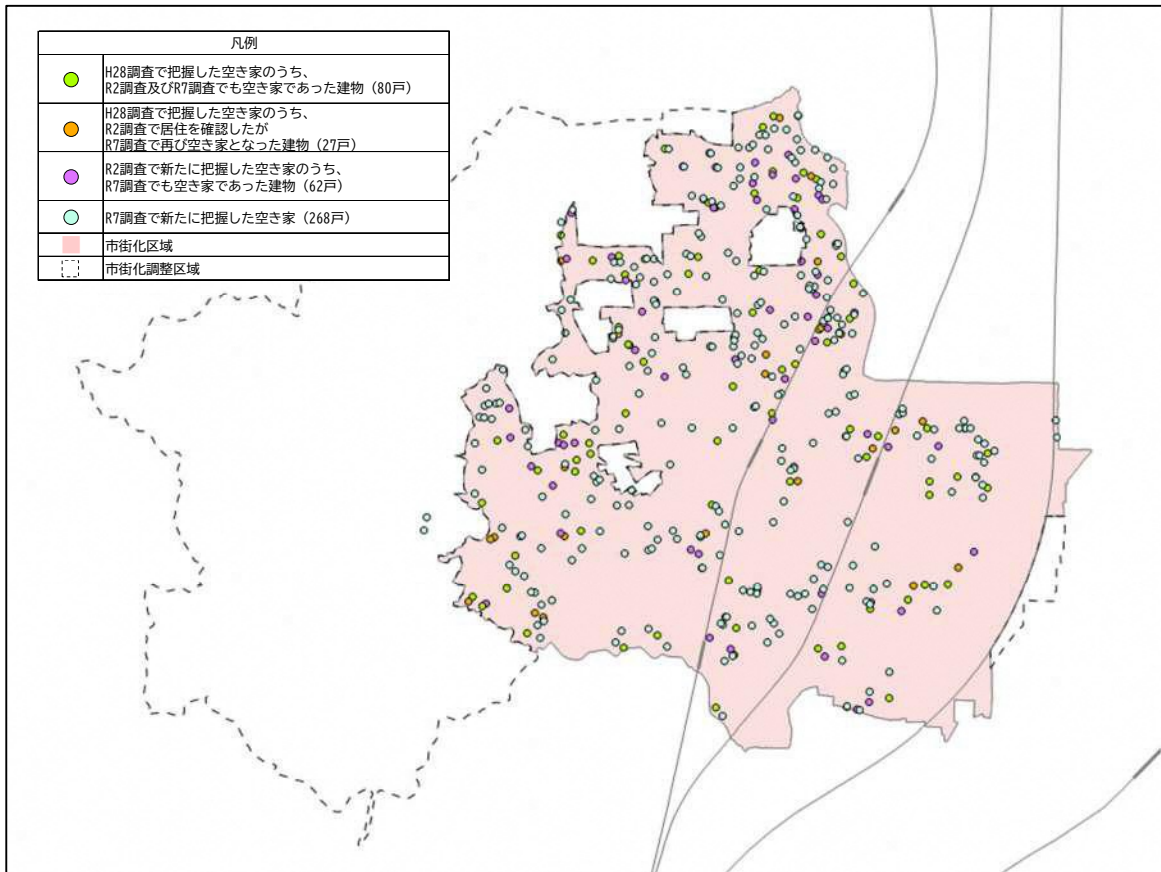 凡例
H28調査で把握した空き家のうち、
R2調査及びR7調査でも空き家であった建物（80戸）
H28調査で把握した空き家のうち、
R2調査で居住を確認したが
R7調査で再び空き家となった建物（27戸）
R2調査で新たに把握した空き家のうち、
R7調査でも空き家であった建物（62戸）
R7調査で新たに把握した空き家（268戸）
市街化区域
市街化調整区域